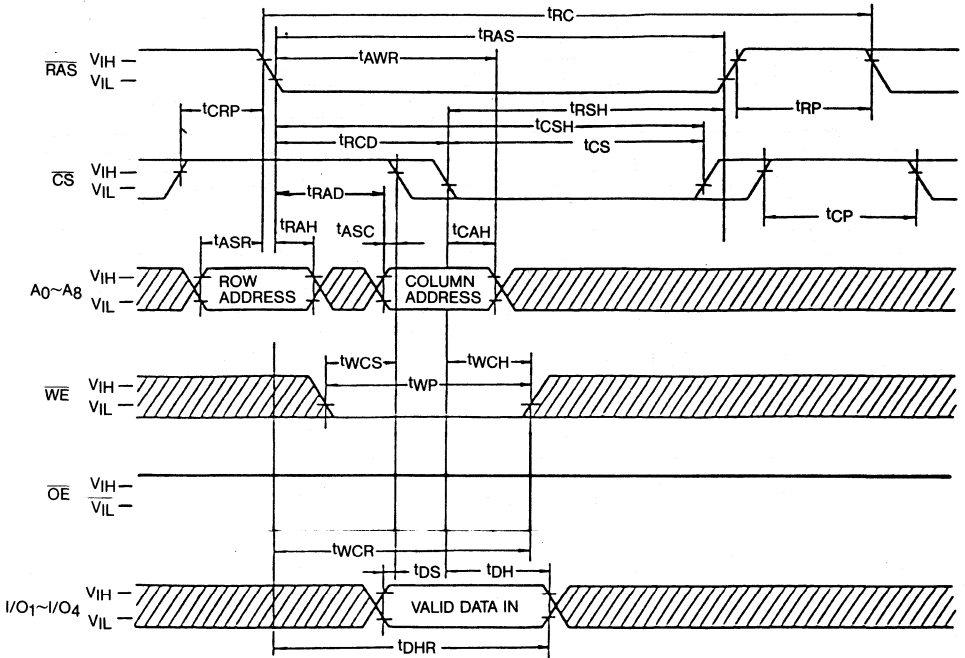 tRC
tRAS
tAWR
RAS
VIH
VIL
tCRP
tRSH
tRP
tCSH
tRCD
tCS
CS
VIH
VIL
tRAD
tCP
tASR
tRAH
tASC
tCAH
A0~A8
VIH
VIL
ROW
ADDRESS
COLUMN
ADDRESS
tWCS
tWCH
tWP
WE
VIH
VIL
OE
VIH
VIL
tWCR
tDS
tDH
I/O1~I/O4
VIH
VIL
VALID DATA IN
tDHR